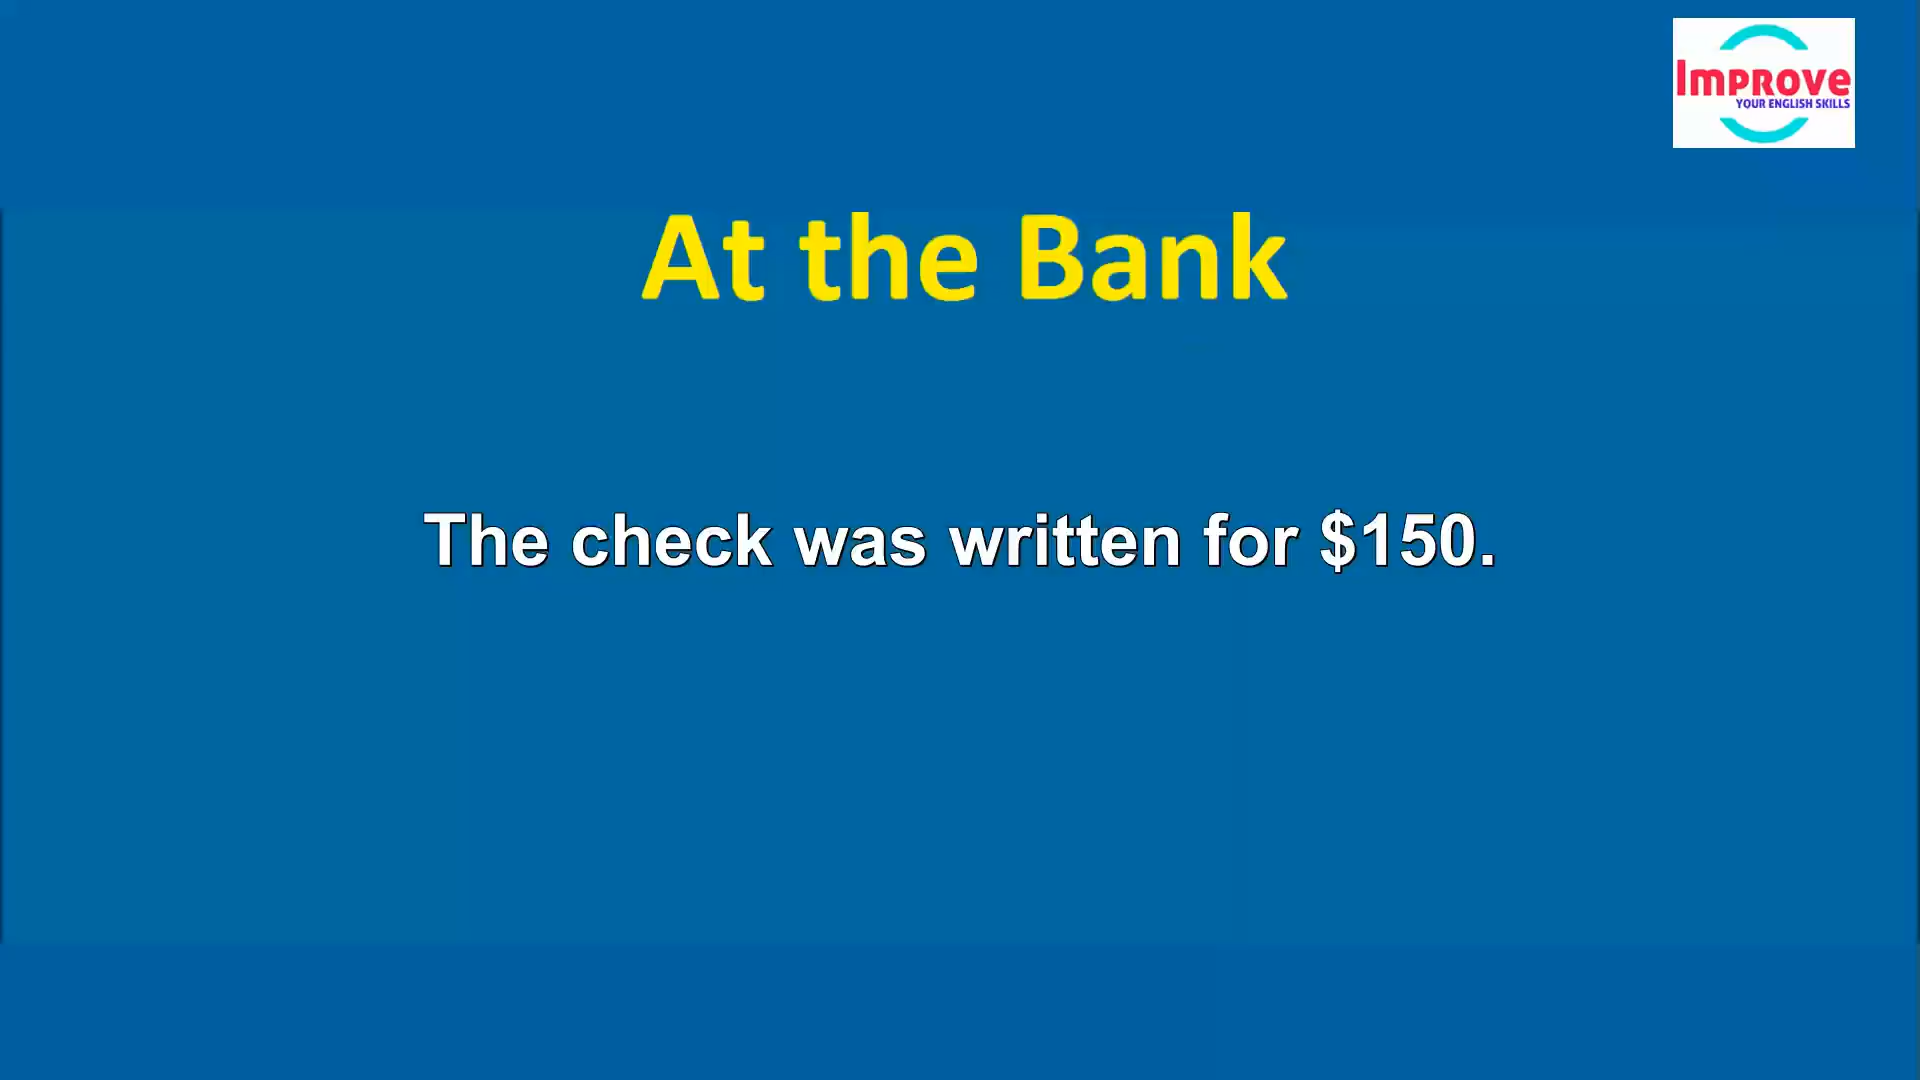 Improve
YOUR ENGLISH SKILLS
At the Bank
The check was written for $150.